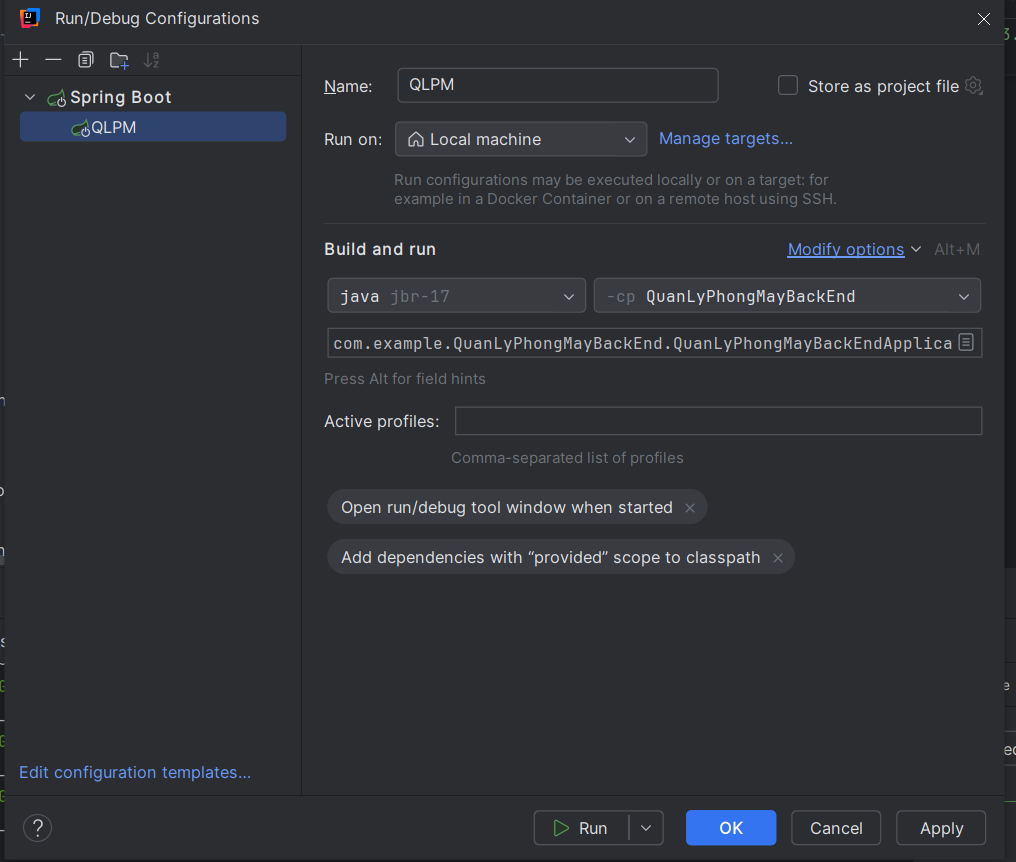 Run/Debug Configurations
Spring Boot
QLPM
Name: QLPM Store as project file
Run on: Local machine Manage targets...
Run configurations may be executed locally or on a target: for
example in a Docker Container or on a remote host using SSH.
Build and run Modify options Alt+M
java jbr-17 -cp QuanLyPhongMayBackEnd
com.example.QuanLyPhongMayBackEnd.QuanLyPhongMayBackEndApplica
Press Alt for field hints
Active profiles:
Comma-separated list of profiles
Open run/debug tool window when started
Add dependencies with “provided” scope to classpath
Edit configuration templates...
? Run OK Cancel Apply